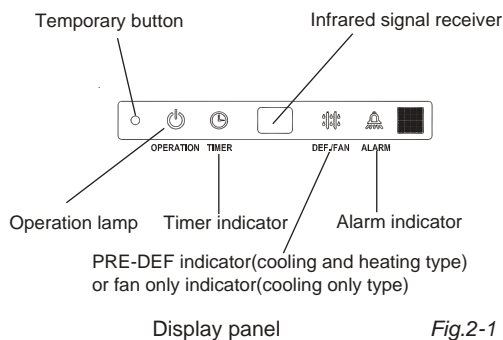 Temporary button
Infrared signal receiver
OPERATION TIMER DEF./FAN ALARM
Operation lamp Timer indicator Alarm indicator
PRE-DEF indicator(cooling and heating type)
or fan only indicator(cooling only type)
Display panel Fig.2-1